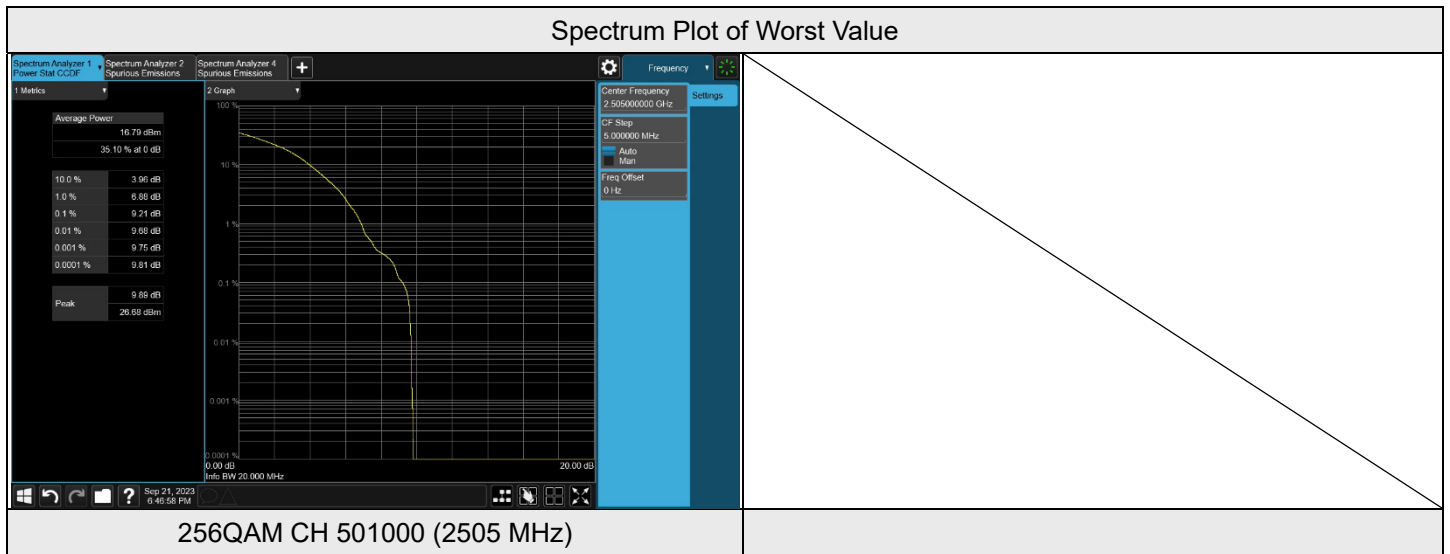 Spectrum Plot of Worst Value
Spectrum Analyzer 1
Power Stat CCDF
Spectrum Analyzer 2
Spurious Emissions
Spectrum Analyzer 4
Spurious Emissions
+
Frequency
1 Metrics
2 Graph
Average Power
16.79 dBm
35.10 % at 0 dB
10.0 % 3.96 dB
1.0 % 6.88 dB
0.1 % 9.21 dB
0.01 % 9.68 dB
0.001 % 9.75 dB
0.0001 % 9.81 dB
Peak 9.89 dB
26.68 dBm
100 %
10 %
1 %
0.1 %
0.01 %
0.001 %
0.0001 %
0.00 dB 20.00 dB
Info BW 20.000 MHz
Center Frequency
2.505000000 GHz
Settings
CF Step
5.000000 MHz
Auto
Man
Freq Offset
0 Hz
?
Sep 21, 2023
6:46:58 PM
256QAM CH 501000 (2505 MHz)